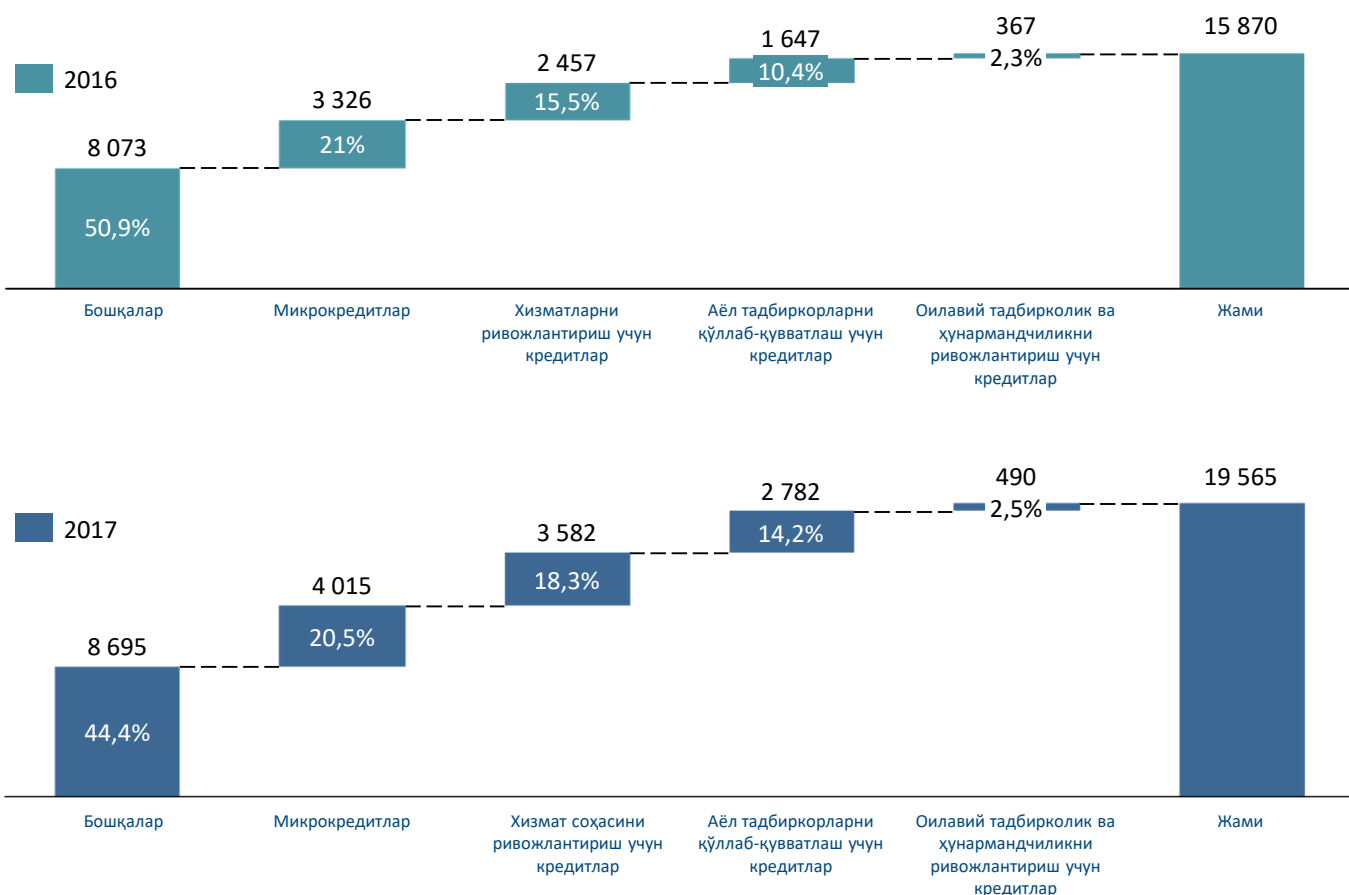 367
15 870
1 647
2,3%
2016
2 457
10,4%
3 326
15,5%
8 073
21%
50,9%
Бошқалар
Микрокредитлар
Хизматларни
ривожлантириш учун
кредитлар
Аёл тадбиркорларни
қўллаб-қувватлаш учун
кредитлар
Оилавий тадбирколик ва
ҳунармандчиликни
ривожлантириш учун
кредитлар
Жами
490
19 565
2 782
2,5%
2017
3 582
14,2%
4 015
18,3%
8 695
20,5%
44,4%
Бошқалар
Микрокредитлар
Хизмат соҳасини
ривожлантириш учун
кредитлар
Аёл тадбиркорларни
қўллаб-қувватлаш учун
кредитлар
Оилавий тадбирколик ва
ҳунармандчиликни
ривожлантириш учун
кредитлар
Жами